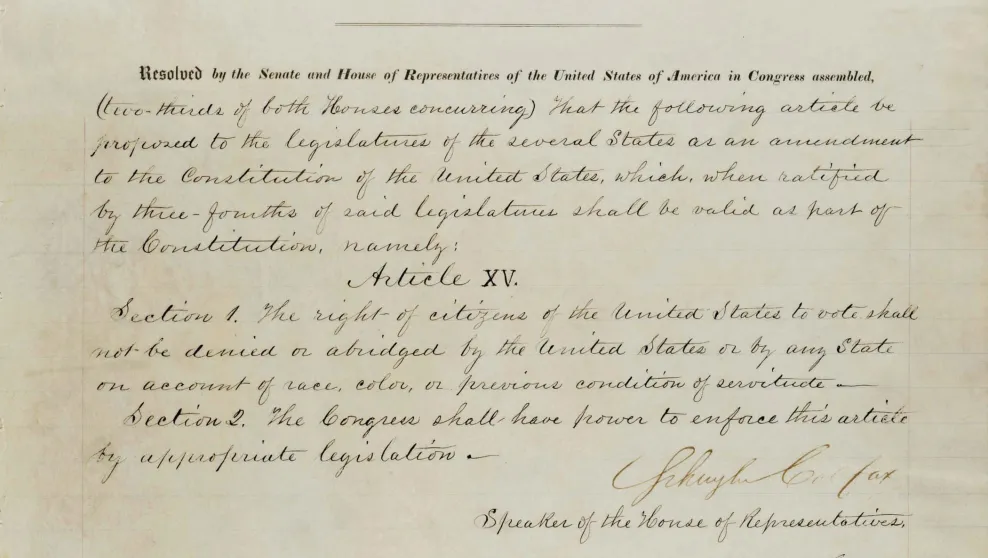 Resolved by the Senate and House of Representatives of the United States of America in Congress assembled,
(two-thirds of both Houses concurring) That the following article be
proposed to the legislatures of the several States as an amendment
to the Constitution of the United States, which, when ratified
by three-fourths of said legislatures shall be valid as part of
the Constitution, namely:
Article XV.
Section 1. The right of citizens of the United States to vote shall
not be denied or abridged by the United States or by any State
on account of race, color, or previous condition of servitude—
Section 2. The Congress shall have power to enforce this article
by appropriate legislation—
Schuyler Colfax
Speaker of the House of Representatives.